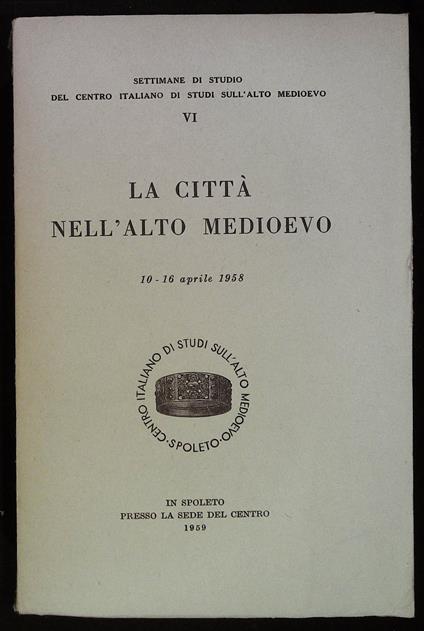 SETTIMANE DI STUDIO
DEL CENTRO ITALIANO DI STUDI SULL'ALTO MEDIOEVO
VI
LA CITTÀ
NELL'ALTO MEDIOEVO
10 - 16 aprile 1958
CENTRO ITALIANO DI STUDI SULL'ALTO MEDIOEVO · SPOLETO ·
IN SPOLETO
PRESSO LA SEDE DEL CENTRO
1959